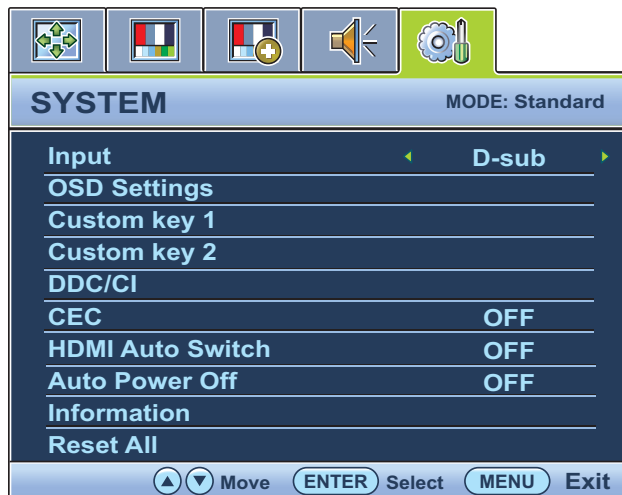 SYSTEM MODE: Standard
Input D-sub
OSD Settings
Custom key 1
Custom key 2
DDC/CI
CEC OFF
HDMI Auto Switch OFF
Auto Power Off OFF
Information
Reset All
Move ENTER Select MENU Exit